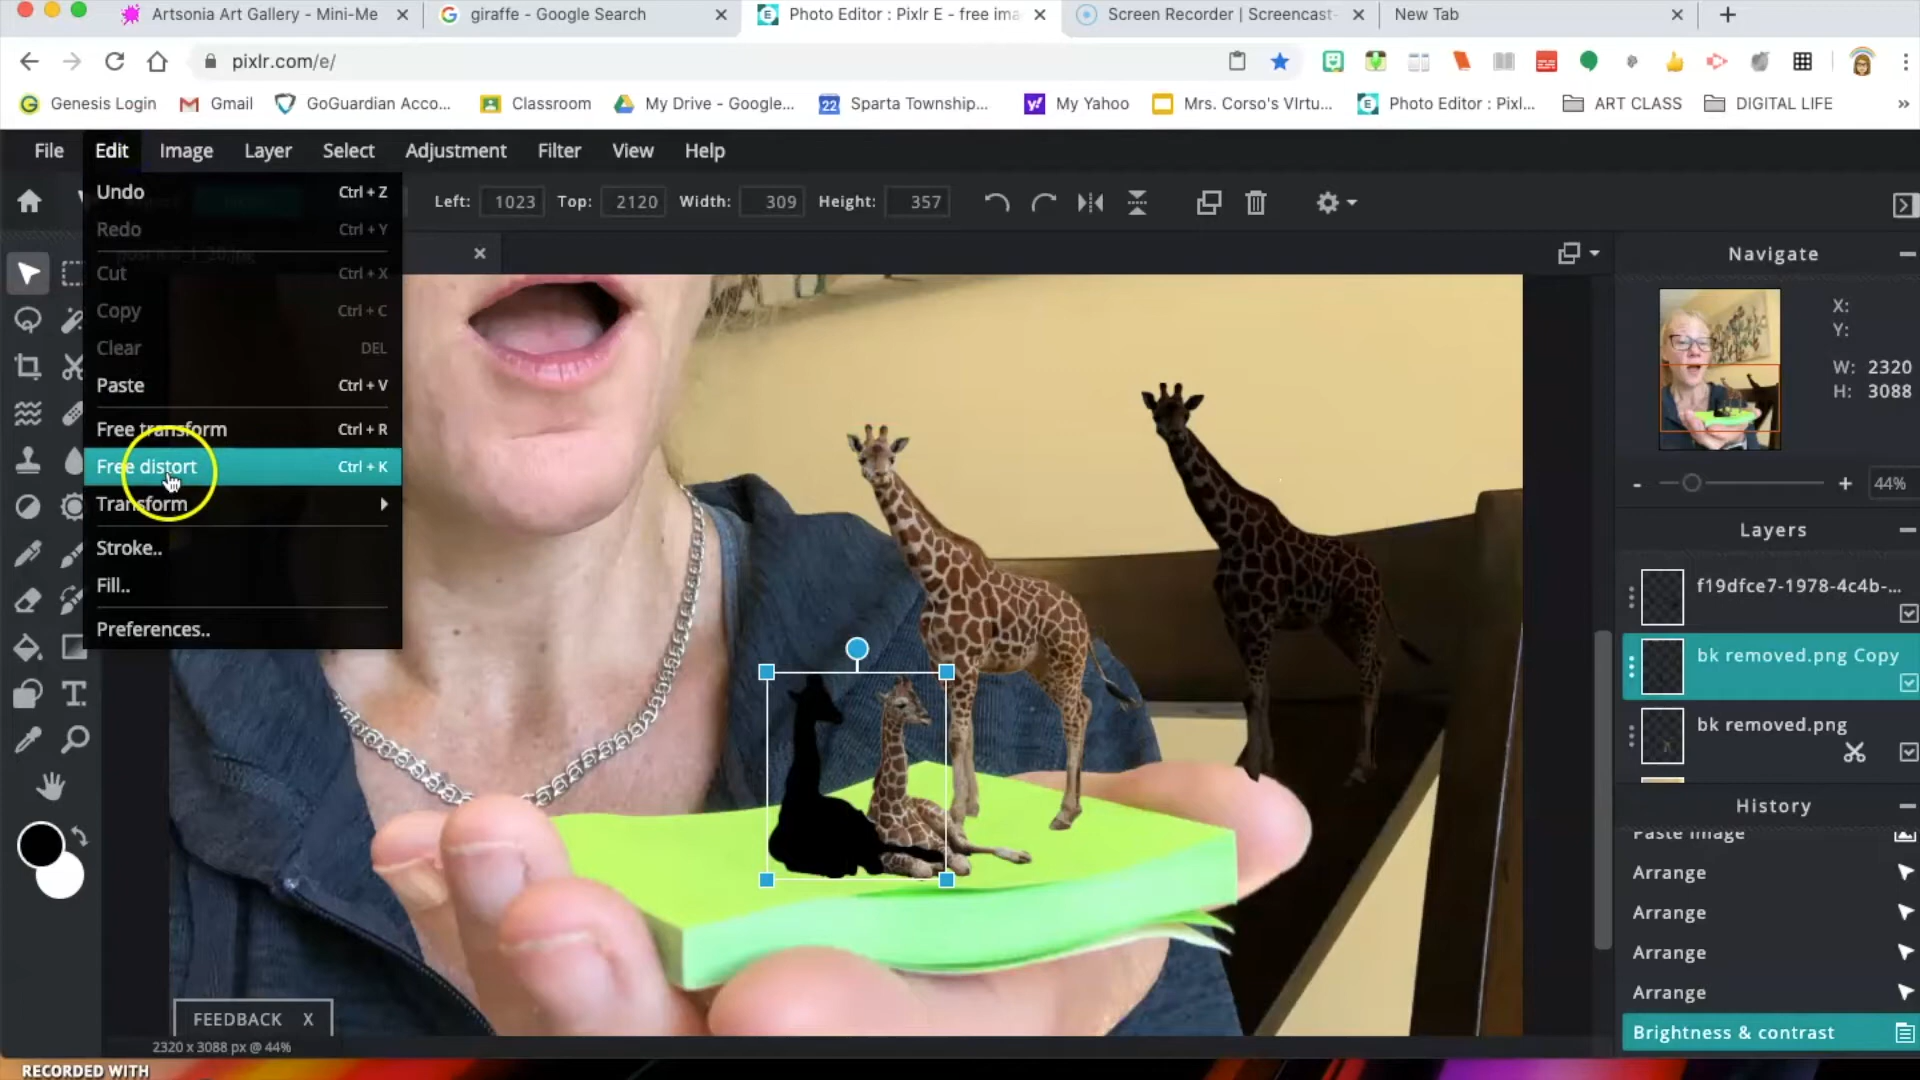 Artsonia Art Gallery - Mini-Me
giraffe - Google Search
Photo Editor : Pixlr E - free ima
Screen Recorder | Screencast-
New Tab
pixlr.com/e/
Genesis Login
Gmail
GoGuardian Acco...
Classroom
My Drive - Google...
22
Sparta Township...
My Yahoo
Mrs. Corso's VIrtu...
Photo Editor : Pixl...
ART CLASS
DIGITAL LIFE
»
File Edit Image Layer Select Adjustment Filter View Help
Undo Ctrl + Z
Redo Ctrl + Y
Cut Ctrl + X
Copy Ctrl + C
Clear DEL
Paste Ctrl + V
Free transform Ctrl + R
Free distort Ctrl + K
Transform
Stroke..
Fill..
Preferences..
Left: 1023 Top: 2120 Width: 309 Height: 357
Navigate
X:
Y:
W: 2320
H: 3088
- + 44%
Layers
f19dfce7-1978-4c4b-...
bk removed.png Copy
bk removed.png
History
Paste image
Arrange
Arrange
Arrange
Arrange
Brightness & contrast
FEEDBACK X
2320 x 3088 px @ 44%
RECORDED WITH